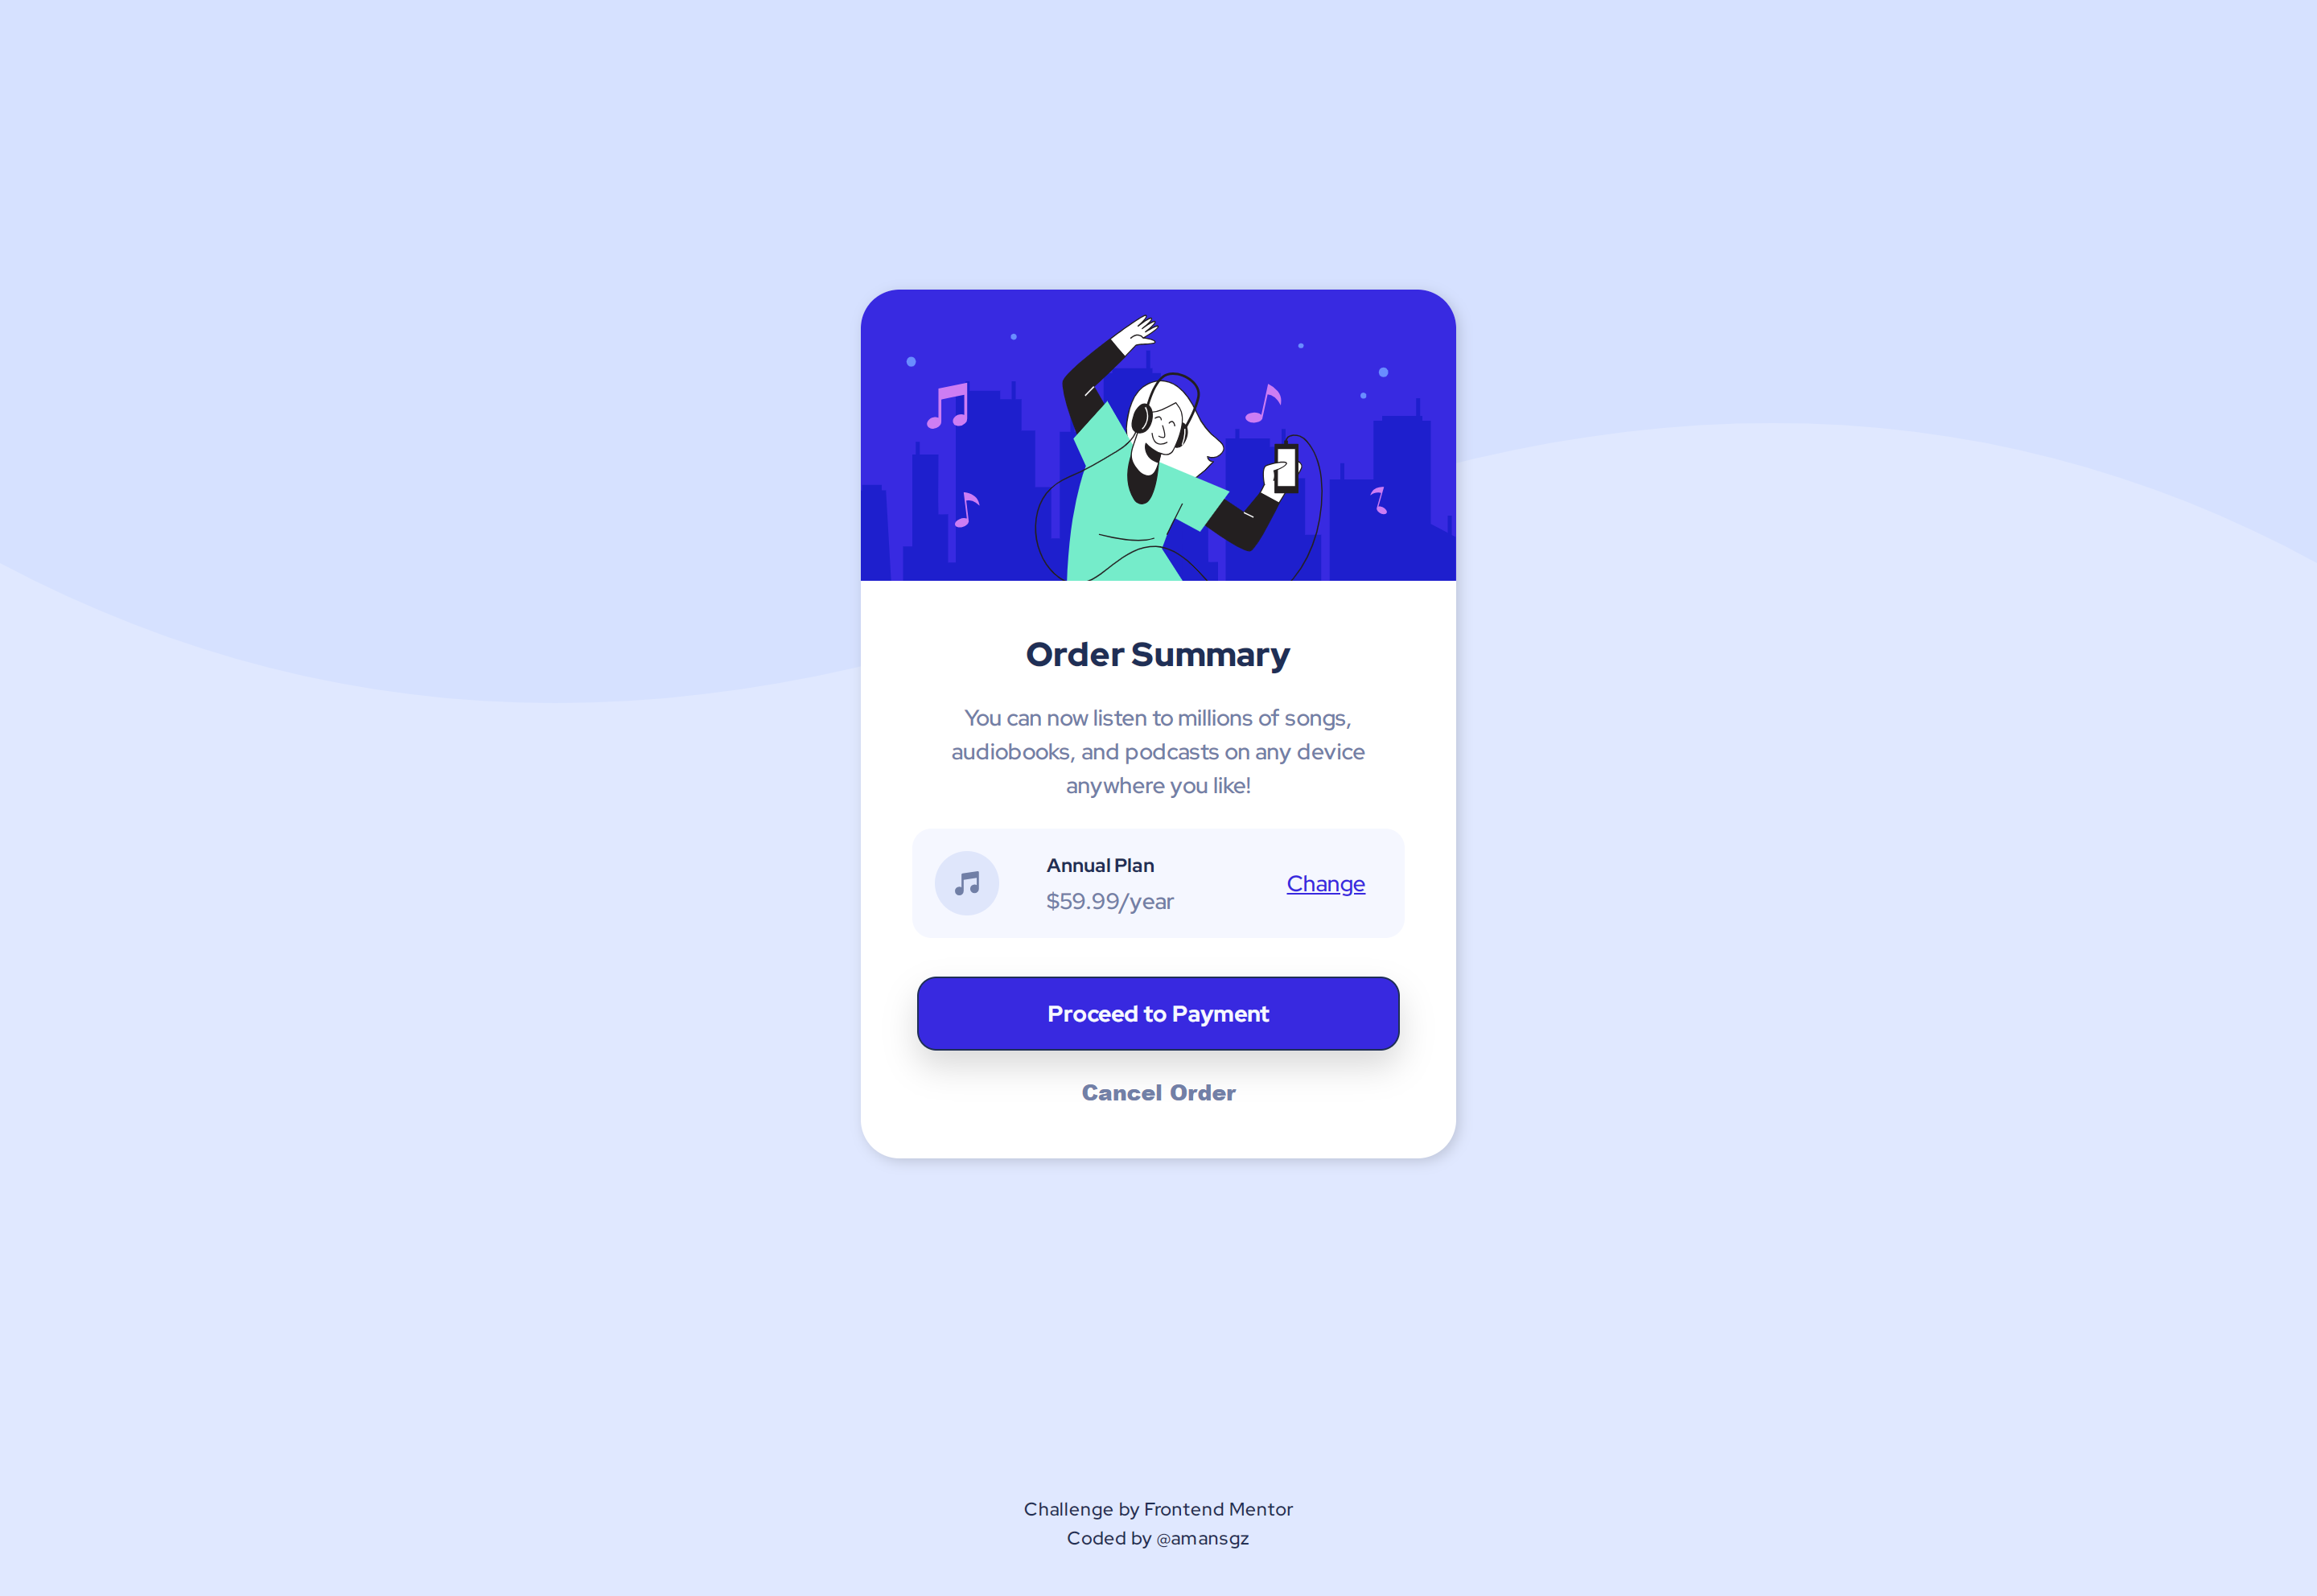 Order Summary
You can now listen to millions of songs,
audiobooks, and podcasts on any device
anywhere you like!
Annual Plan
$59.99/year
Change
Proceed to Payment
Cancel Order
Challenge by Frontend Mentor
Coded by @amansgz